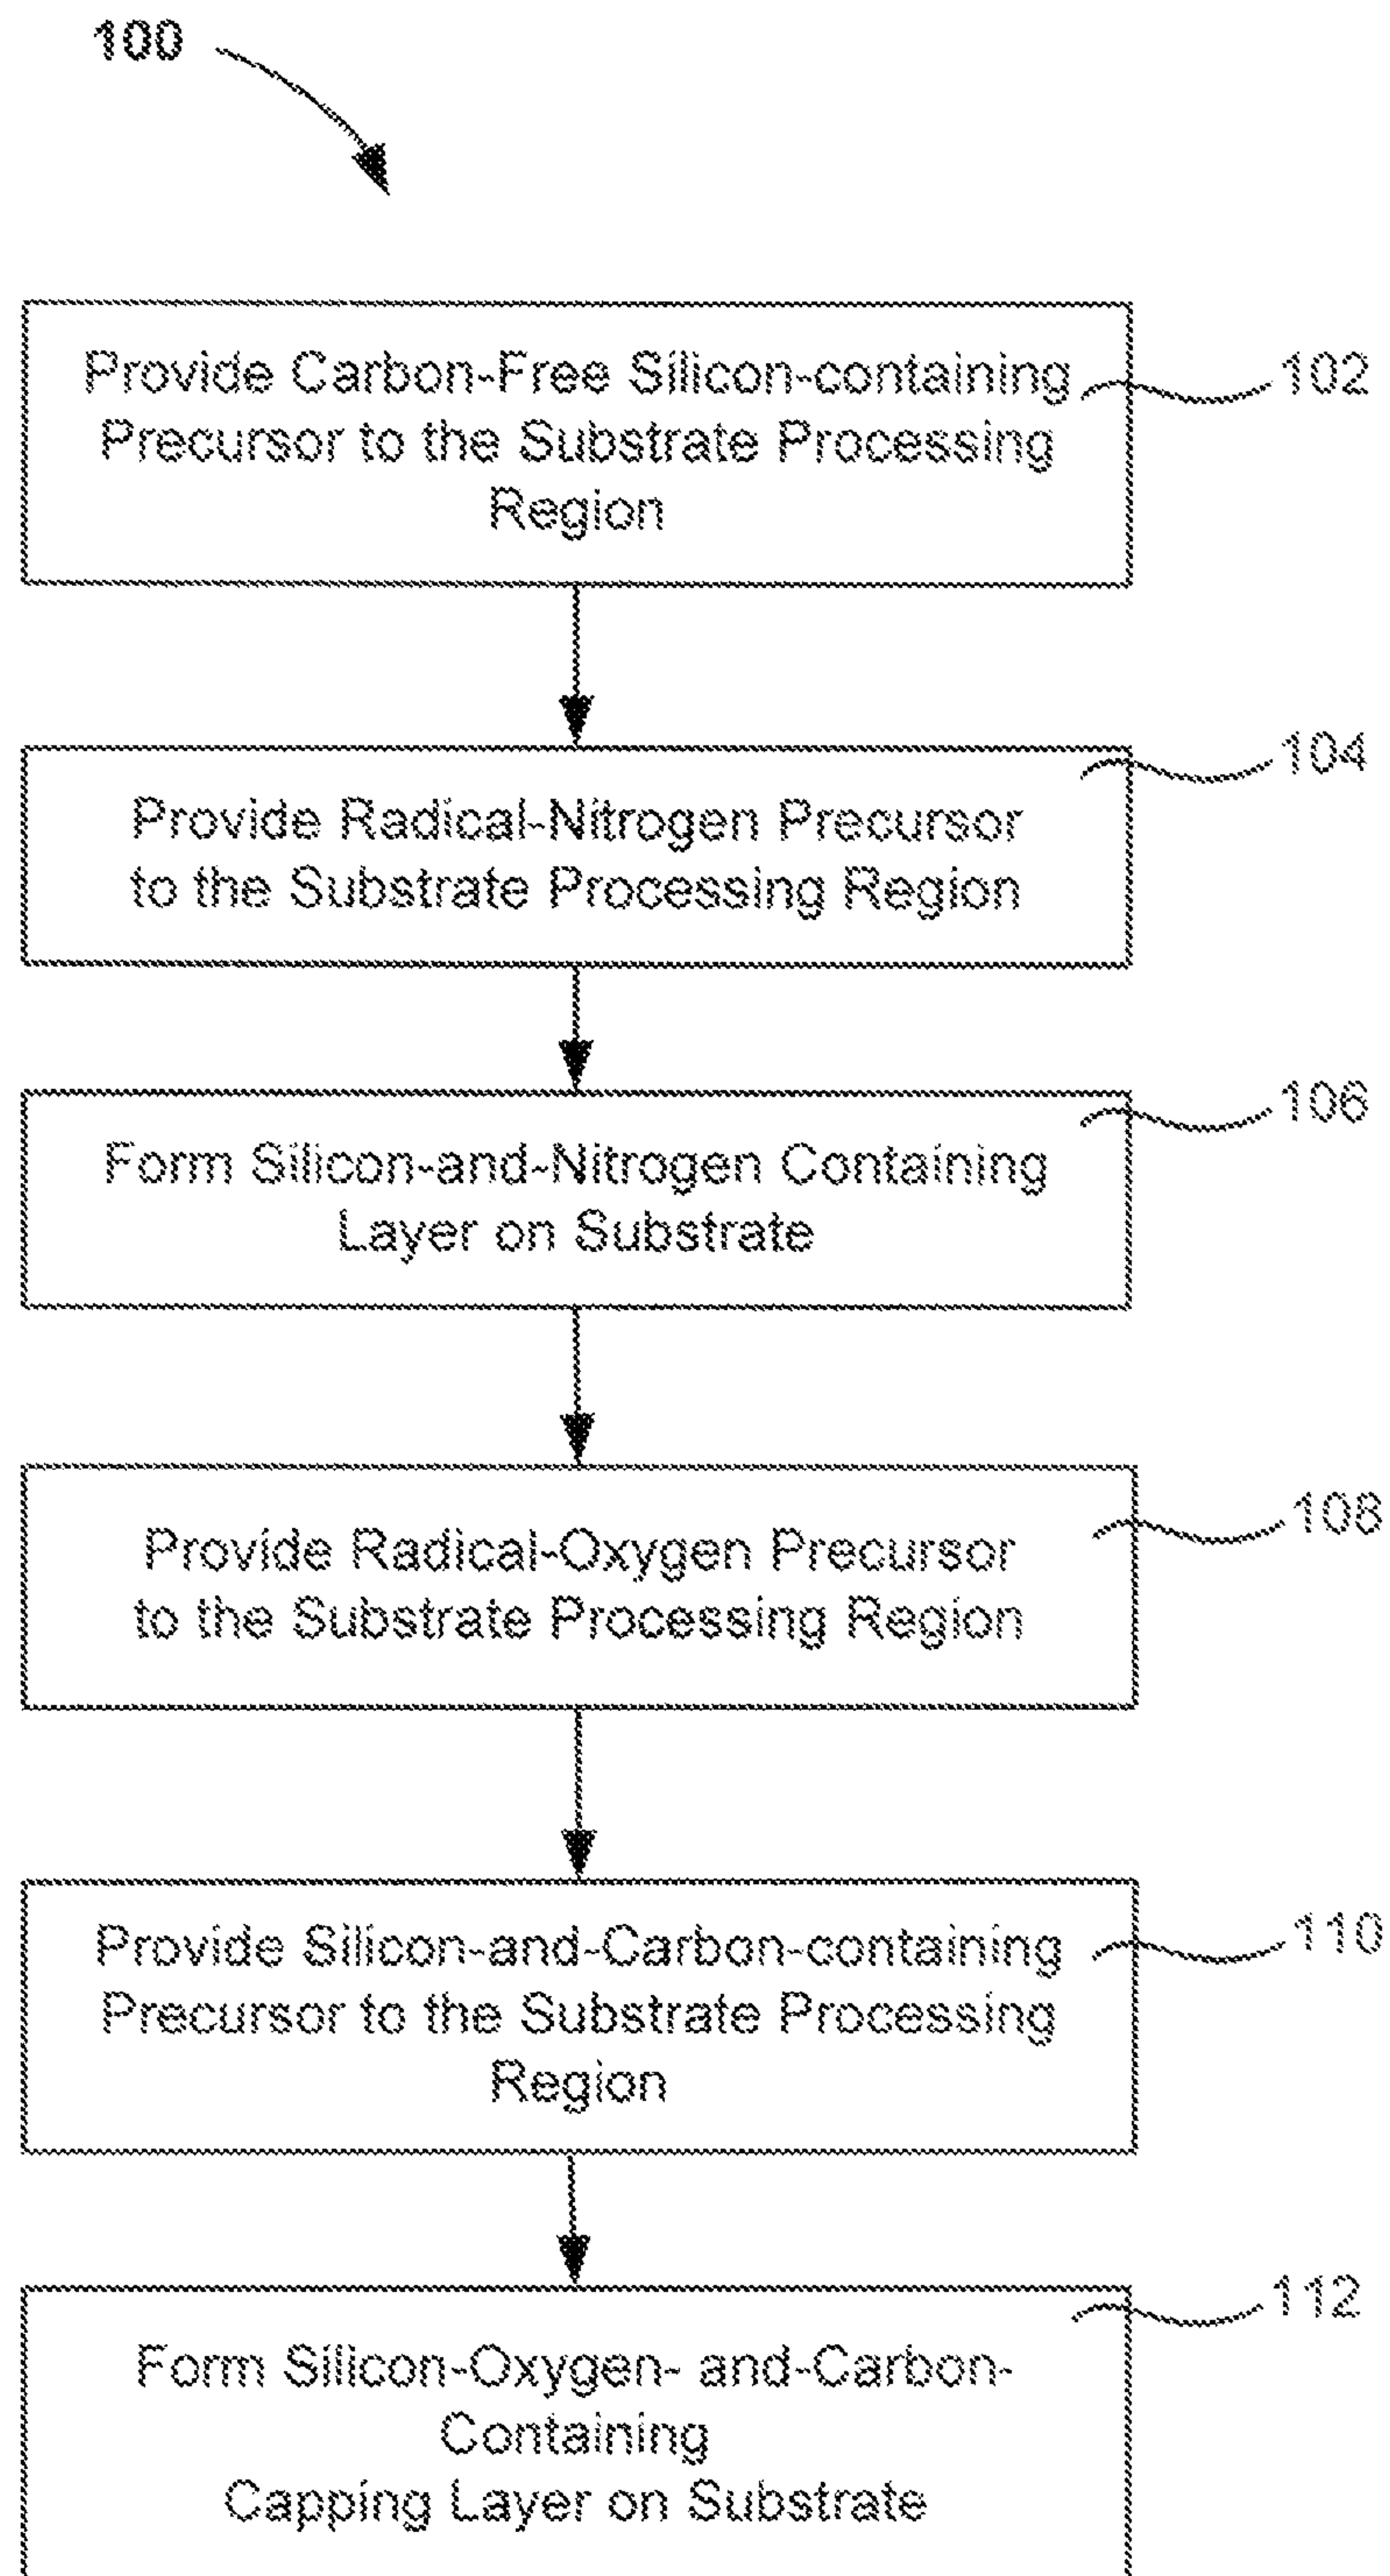 100
Provide Carbon-Free Silicon-containing
Precursor to the Substrate Processing
Region
102
Provide Radical-Nitrogen Precursor
to the Substrate Processing Region
104
Form Silicon-and-Nitrogen Containing
Layer on Substrate
106
Provide Radical-Oxygen Precursor
to the Substrate Processing Region
108
Provide Silicon-and-Carbon-containing
Precursor to the Substrate Processing
Region
110
Form Silicon-Oxygen- and-Carbon-
Containing
Capping Layer on Substrate
112